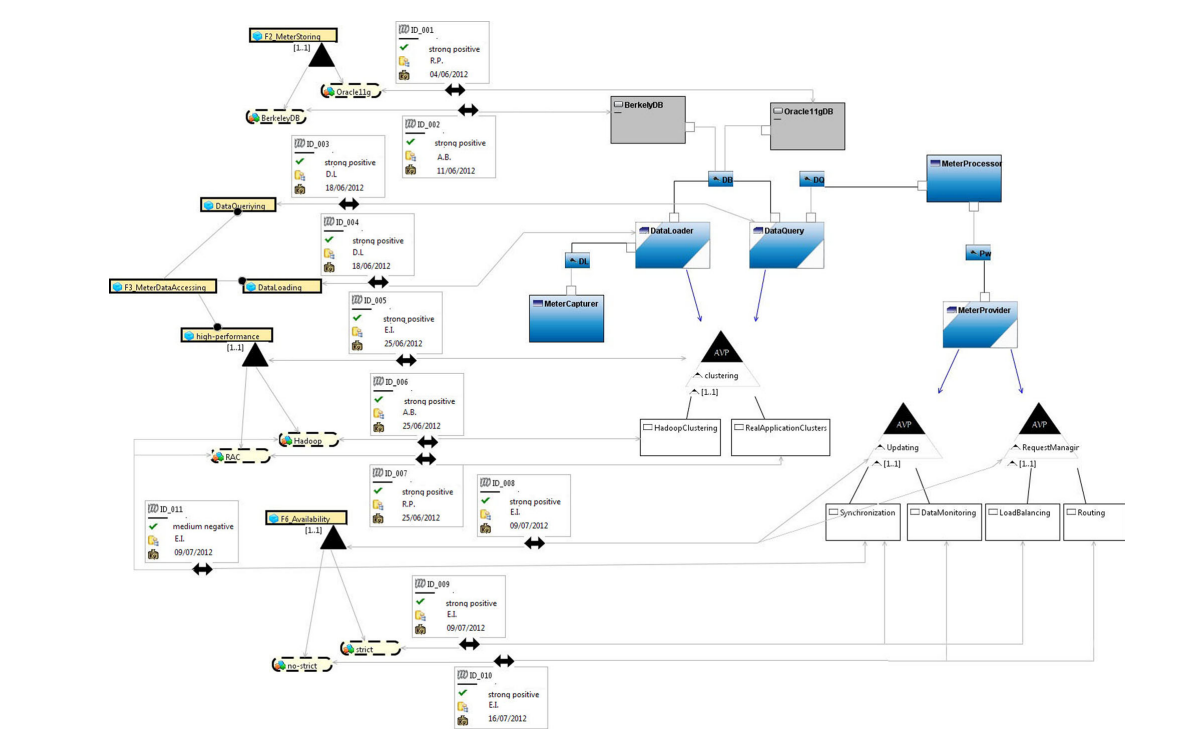 F2_MeterStoring
[1..1]
Oracle11g
BerkeleyDB
ID_001
strong positive
R.P.
04/06/2012
ID_002
strong positive
A.B.
11/06/2012
ID_003
strong positive
D.L
18/06/2012
ID_004
strong positive
D.L
18/06/2012
BerkelyDB
Oracle11gDB
MeterProcessor
DB
DQ
DataQueriying
DataLoader
DataQuery
DL
Pw
F3_MeterDataAccessing
DataLoading
MeterCapturer
MeterProvider
ID_005
strong positive
E.I.
25/06/2012
high-performance
[1..1]
AVP
clustering
[1..1]
ID_006
strong positive
A.B.
25/06/2012
Hadoop
RAC
HadoopClustering
RealApplicationClusters
AVP
Updating
[1..1]
AVP
RequestManagir
[1..1]
ID_007
strong positive
R.P.
25/06/2012
ID_008
strong positive
E.I.
09/07/2012
ID_011
medium negative
E.I.
09/07/2012
F6_Availability
[1..1]
Synchronization
DataMonitoring
LoadBalancing
Routing
ID_009
strong positive
E.I.
09/07/2012
strict
no-strict
ID_010
strong positive
E.I.
16/07/2012